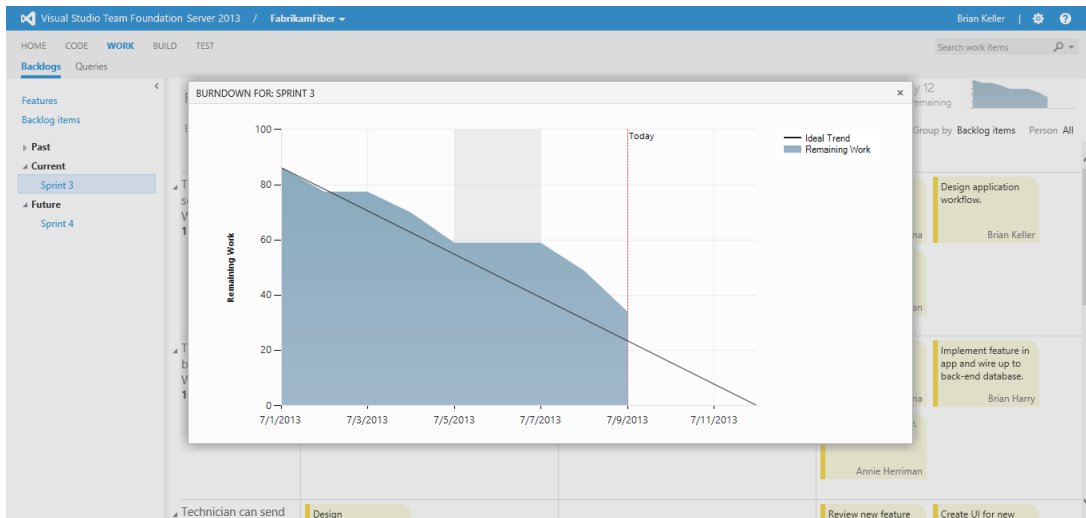 Visual Studio Team Foundation Server 2013 / FabrikamFiber
Brian Keller |
HOME CODE WORK BUILD TEST
Search work items
Backlogs Queries
Features
Backlog items
Past
Current
Sprint 3
Future
Sprint 4
BURNDOWN FOR: SPRINT 3
×
y 12
emaining
Group by Backlog items Person All
100
80
60
40
20
0
Remaining Work
7/1/2013 7/3/2013 7/5/2013 7/7/2013 7/9/2013 7/11/2013
Today
Ideal Trend
Remaining Work
Design application
workflow.
Brian Keller
Implement feature in
app and wire up to
back-end database.
Brian Harry
Annie Herriman
Technician can send
Design
Review new feature
Create UI for new